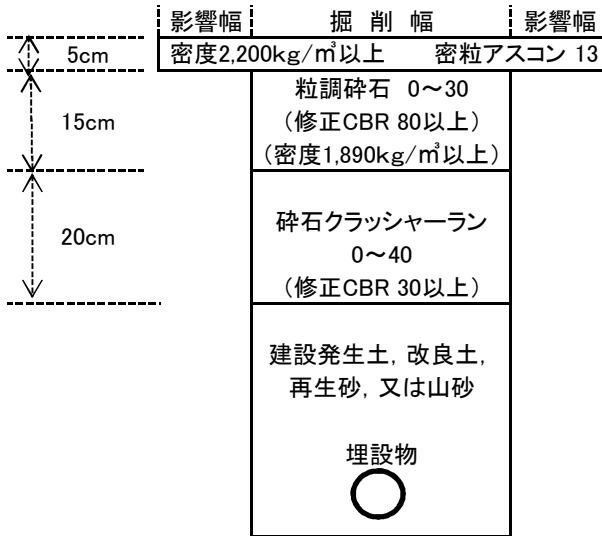 影響幅 掘 削 幅 影響幅
5cm 密度2,200kg/㎥以上 密粒アスコン 13
粒調砕石 0～30
15cm （修正CBR 80以上）
（密度1,890kg/㎥以上）
砕石クラッシャーラン
20cm
0～40
（修正CBR 30以上）
建設発生土，改良土，
再生砂，又は山砂
埋設物